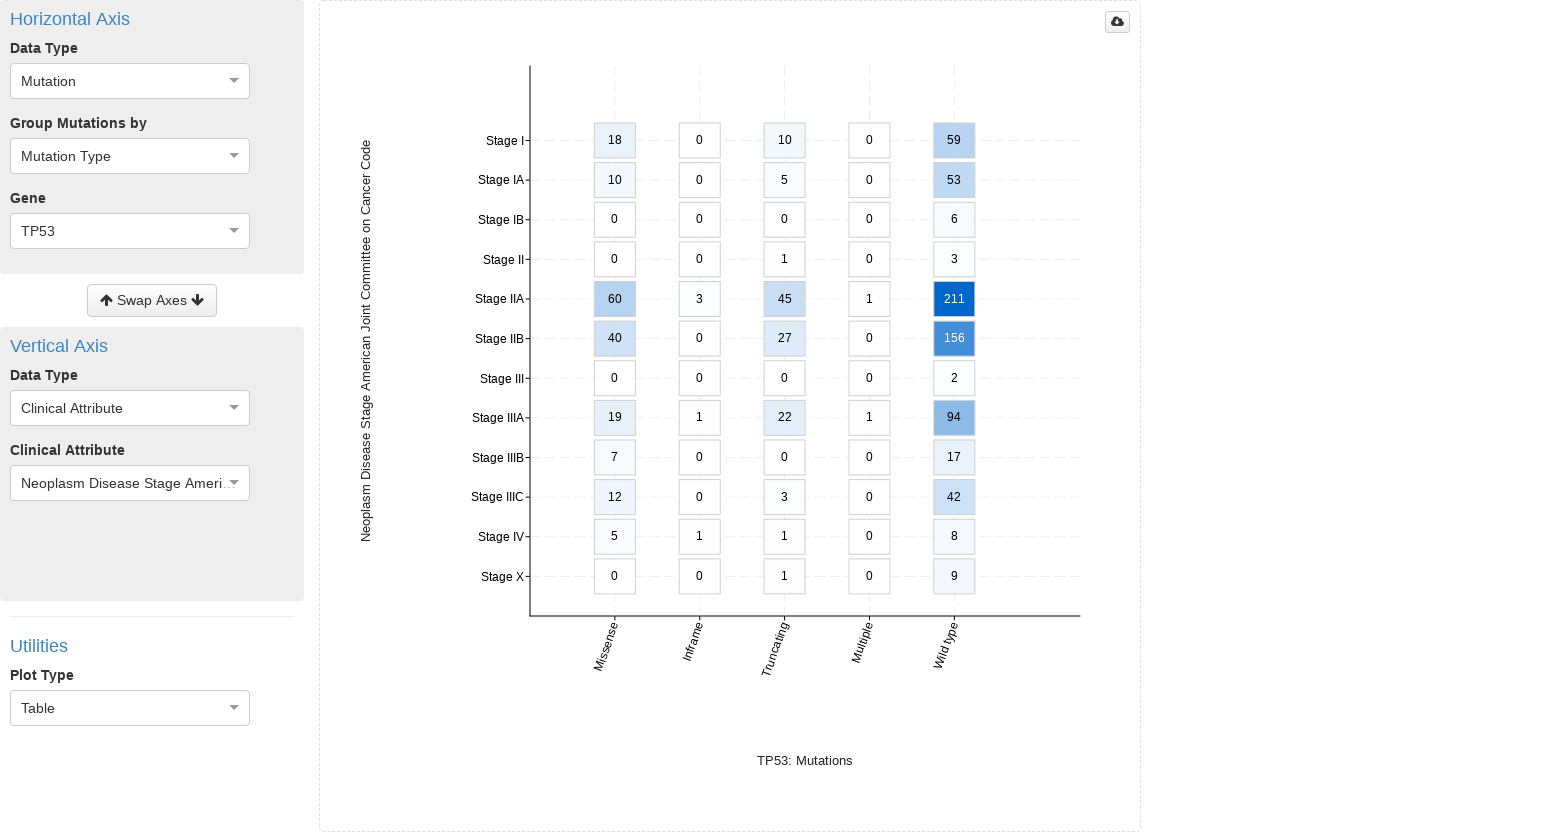 Horizontal Axis
Data Type
Mutation
Group Mutations by
Mutation Type
Gene
TP53
Swap Axes
Vertical Axis
Data Type
Clinical Attribute
Clinical Attribute
Neoplasm Disease Stage Ameri...
Utilities
Plot Type
Table
Neoplasm Disease Stage American Joint Committee on Cancer Code
Stage I 18 0 10 0 59
Stage IA 10 0 5 0 53
Stage IB 0 0 0 0 6
Stage II 0 0 1 0 3
Stage IIA 60 3 45 1 211
Stage IIB 40 0 27 0 156
Stage III 0 0 0 0 2
Stage IIIA 19 1 22 1 94
Stage IIIB 7 0 0 0 17
Stage IIIC 12 0 3 0 42
Stage IV 5 1 1 0 8
Stage X 0 0 1 0 9
Missense Inframe Truncating Multiple Wild type
TP53: Mutations